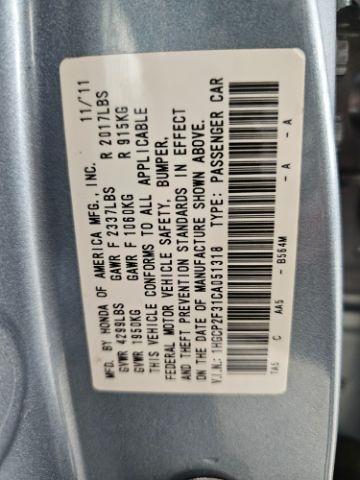 MFD. BY HONDA OF AMERICA MFG., INC. 11/11
GVWR 4299LBS GAWR F 2337LBS R 2017LBS
GVWR 1950KG GAWR F 1060KG R 915KG
THIS VEHICLE CONFORMS TO ALL APPLICABLE
FEDERAL MOTOR VEHICLE SAFETY, BUMPER,
AND THEFT PREVENTION STANDARDS IN EFFECT
ON THE DATE OF MANUFACTURE SHOWN ABOVE.
V.I.N.: 1HGCP2F31CA051318 TYPE: PASSENGER CAR
TA5 C AA5 - B564M - A - A